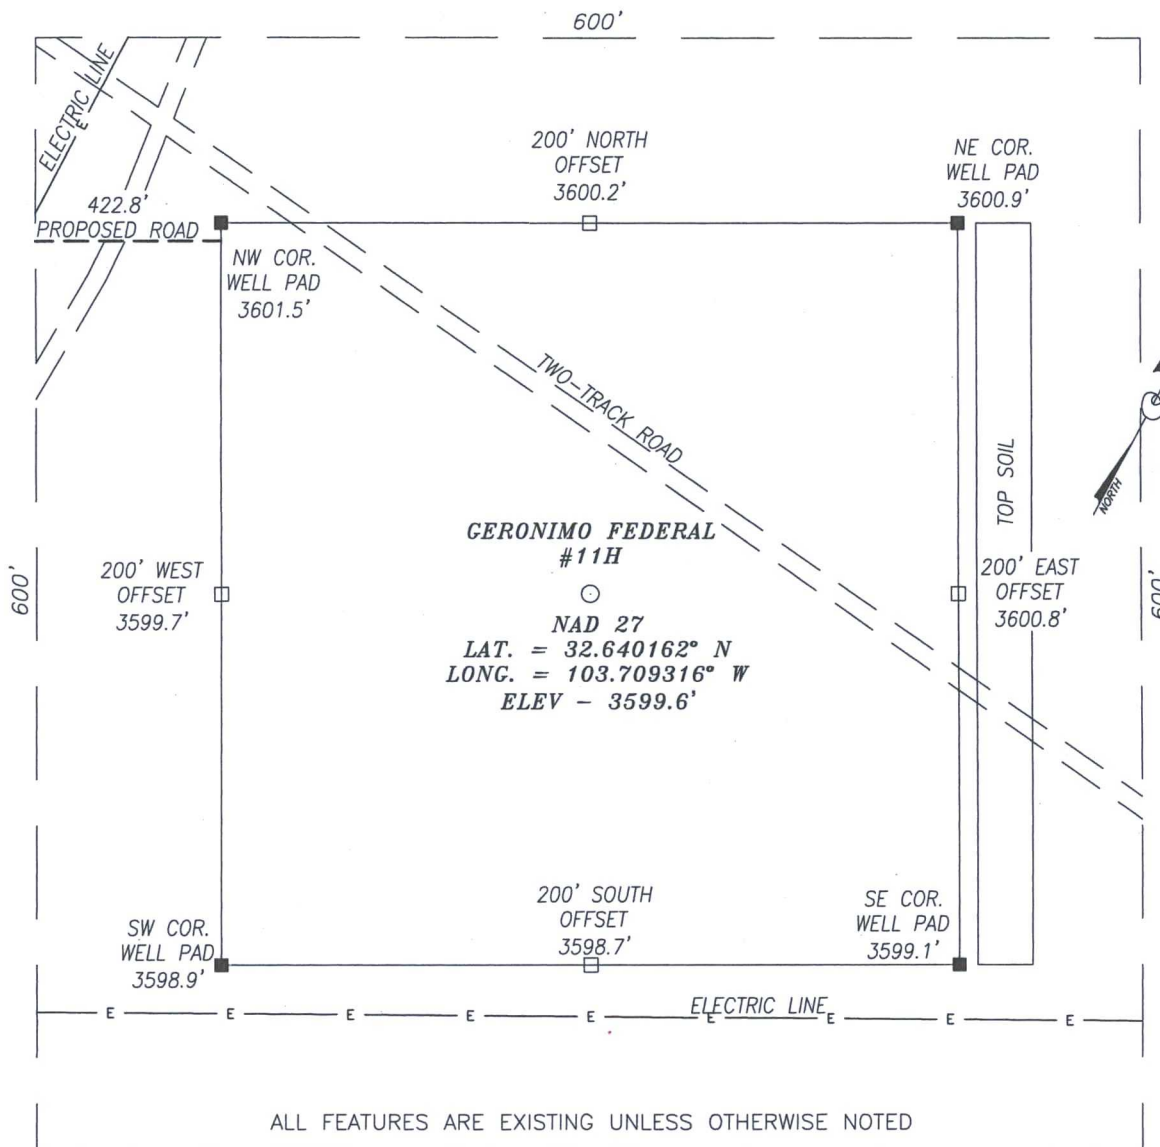 600'
ELECTRIC LINE
E
200' NORTH
OFFSET
3600.2'
NE COR.
WELL PAD
3600.9'
422.8'
PROPOSED ROAD
NW COR.
WELL PAD
3601.5'
TWO-TRACK ROAD
TOP SOIL
NORTH
GERONIMO FEDERAL
#11H
600'
200' WEST
OFFSET
3599.7'
200' EAST
OFFSET
3600.8'
600'
NAD 27
LAT. = 32.640162° N
LONG. = 103.709316° W
ELEV - 3599.6'
SW COR.
WELL PAD
3598.9'
200' SOUTH
OFFSET
3598.7'
SE COR.
WELL PAD
3599.1'
ELECTRIC LINE
E E E E E E E E E
ALL FEATURES ARE EXISTING UNLESS OTHERWISE NOTED